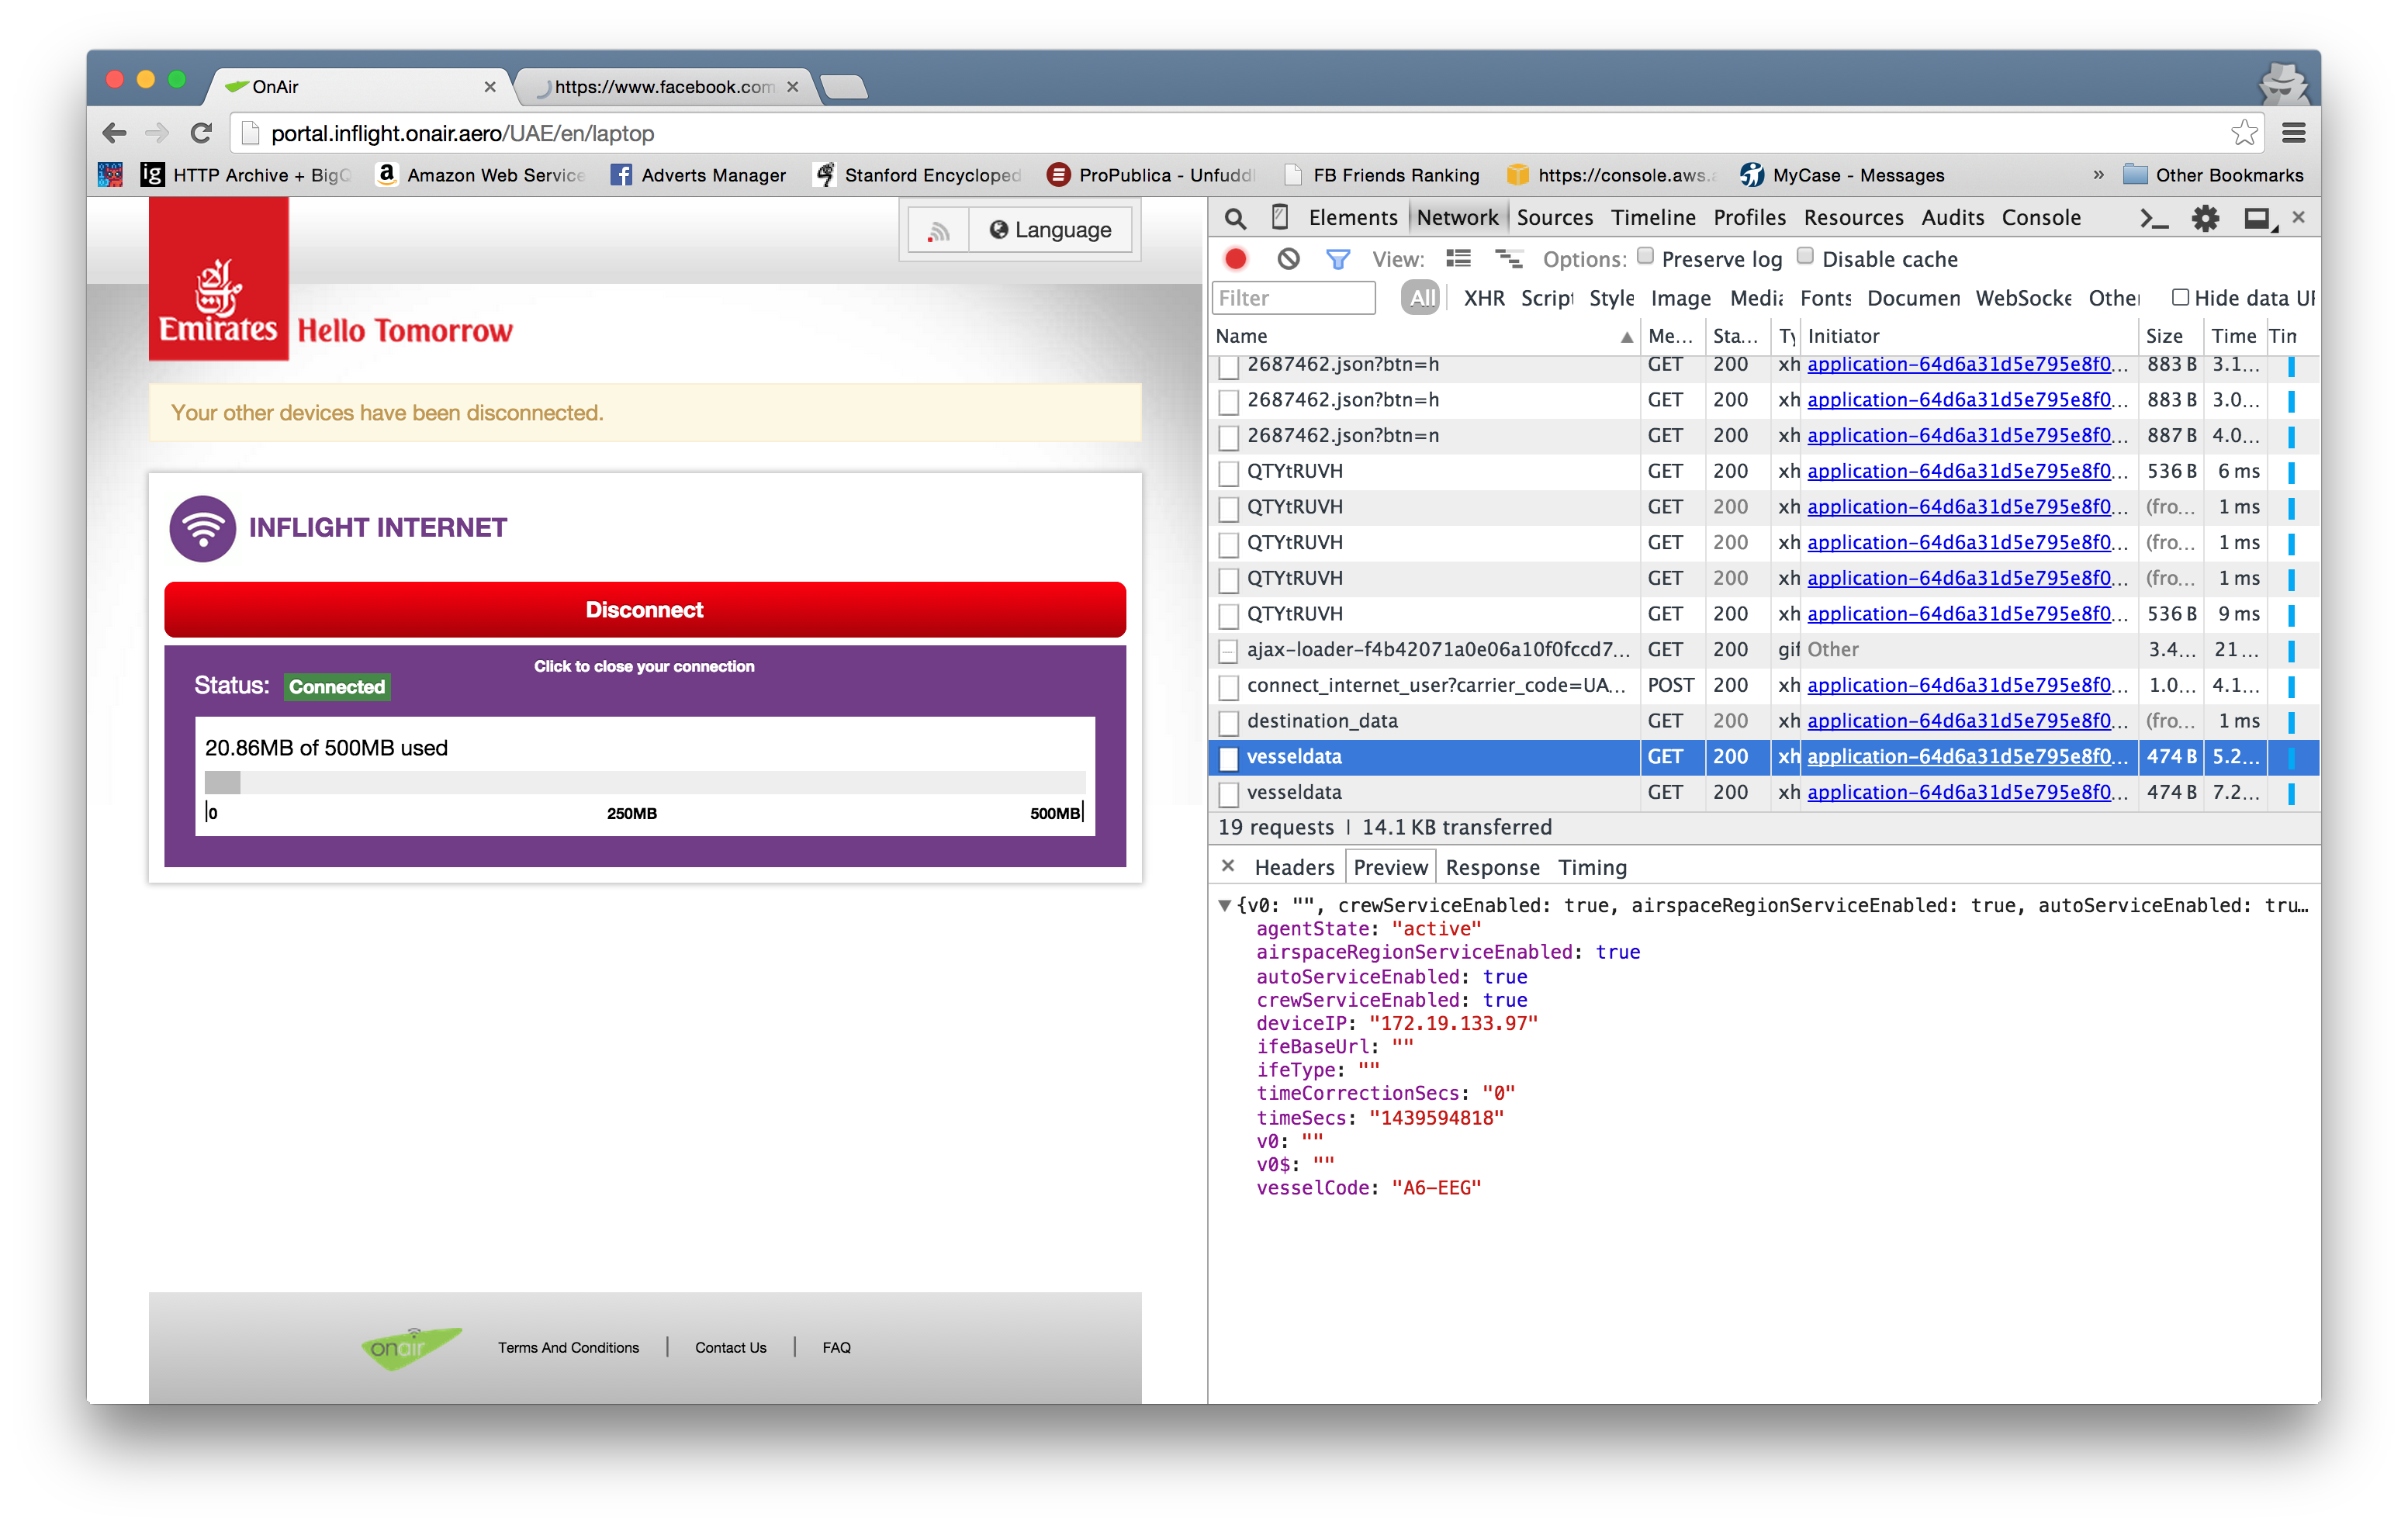 OnAir
https://www.facebook.com
portal.inflight.onair.aero/UAE/en/laptop
ig HTTP Archive + BigQ Amazon Web Service Adverts Manager Stanford Encycloped ProPublica - Unfuddl FB Friends Ranking https://console.aws.a MyCase - Messages » Other Bookmarks
Language
Emirates
Hello Tomorrow
Your other devices have been disconnected.
INFLIGHT INTERNET
Disconnect
Click to close your connection
Status: Connected
20.86MB of 500MB used
0 250MB 500MB
onair Terms And Conditions | Contact Us | FAQ
Elements Network Sources Timeline Profiles Resources Audits Console
View: Options: Preserve log Disable cache
Filter All XHR Script Style Image Media Fonts Documen WebSocke Other Hide data UR
Name Me... Sta... Ty Initiator Size Time Tim
2687462.json?btn=h GET 200 xh application-64d6a31d5e795e8f0... 883 B 3.1...
2687462.json?btn=h GET 200 xh application-64d6a31d5e795e8f0... 883 B 3.0...
2687462.json?btn=n GET 200 xh application-64d6a31d5e795e8f0... 887 B 4.0...
QTYtRUVH GET 200 xh application-64d6a31d5e795e8f0... 536 B 6 ms
QTYtRUVH GET 200 xh application-64d6a31d5e795e8f0... (fro... 1 ms
QTYtRUVH GET 200 xh application-64d6a31d5e795e8f0... (fro... 1 ms
QTYtRUVH GET 200 xh application-64d6a31d5e795e8f0... (fro... 1 ms
QTYtRUVH GET 200 xh application-64d6a31d5e795e8f0... 536 B 9 ms
ajax-loader-f4b42071a0e06a10f0fccd7... GET 200 gif Other 3.4... 21...
connect_internet_user?carrier_code=UA... POST 200 xh application-64d6a31d5e795e8f0... 1.0... 4.1...
destination_data GET 200 xh application-64d6a31d5e795e8f0... (fro... 1 ms
vesseldata GET 200 xh application-64d6a31d5e795e8f0... 474 B 5.2...
vesseldata GET 200 xh application-64d6a31d5e795e8f0... 474 B 7.2...
19 requests | 14.1 KB transferred
× Headers Preview Response Timing
{v0: "", crewServiceEnabled: true, airspaceRegionServiceEnabled: true, autoServiceEnabled: tru…
agentState: "active"
airspaceRegionServiceEnabled: true
autoServiceEnabled: true
crewServiceEnabled: true
deviceIP: "172.19.133.97"
ifeBaseUrl: ""
ifeType: ""
timeCorrectionSecs: "0"
timeSecs: "1439594818"
v0: ""
v0$: ""
vesselCode: "A6-EEG"